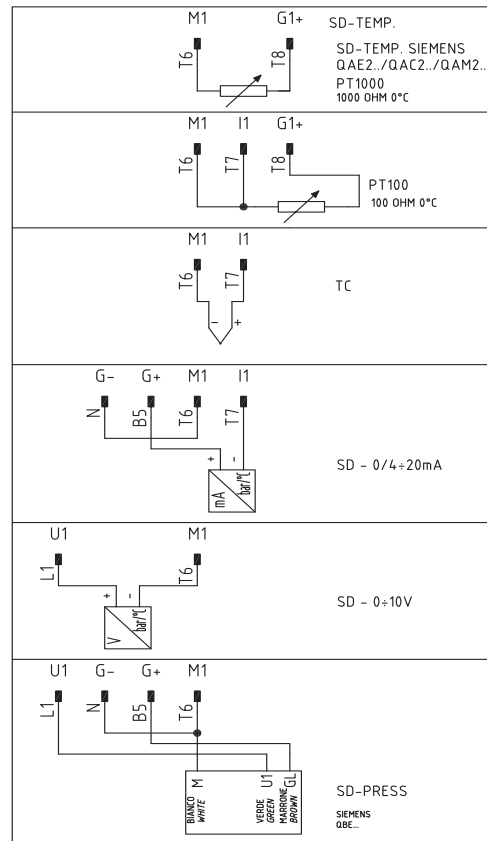 M1 G1+ SD-TEMP.
T6 T8 SD-TEMP. SIEMENS
QAE2../QAC2../QAM2..
PT1000
1000 OHM 0°C
M1 I1 G1+
T6 T7 T8
PT100
100 OHM 0°C
M1 I1
T6 T7
TC
- +
G- G+ M1 I1
N B5 T6 T7
+ -
mA bar/°C
SD - 0/4÷20mA
U1 M1
L1 T6
+ -
V bar/°C
SD - 0÷10V
U1 G- G+ M1
L1 N B5 T6
M U1 GL
BIANCO VERDE MARRONE
WHITE GREEN BROWN
SD-PRESS
SIEMENS
QBE...